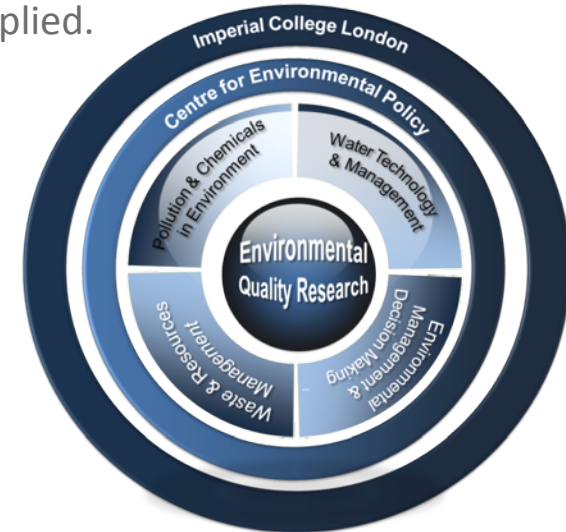 plied.
Imperial College London
Centre for Environmental Policy
Pollution & Chemicals
in Environment
Water Technology
& Management
Environmental
Quality Research
Waste & Resources
Management
Environmental
Management &
Decision Making